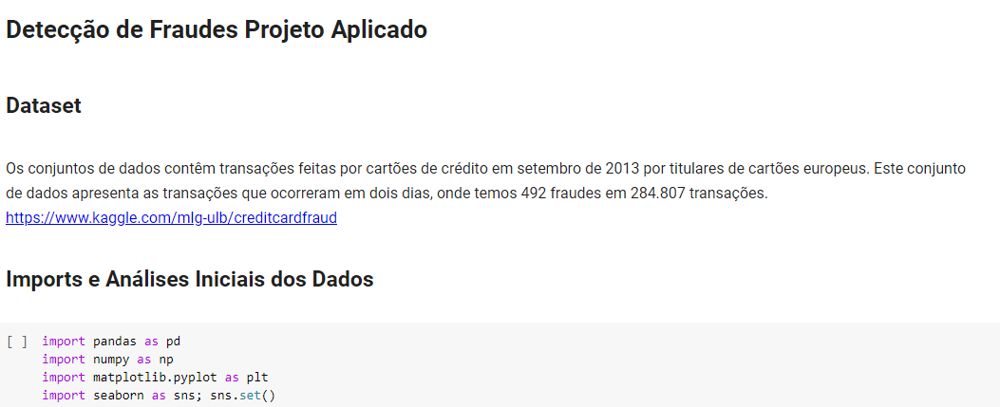 Detecção de Fraudes Projeto Aplicado
Dataset
Os conjuntos de dados contêm transações feitas por cartões de crédito em setembro de 2013 por titulares de cartões europeus. Este conjunto
de dados apresenta as transações que ocorreram em dois dias, onde temos 492 fraudes em 284.807 transações.
https://www.kaggle.com/mlg-ulb/creditcardfraud
Imports e Análises Iniciais dos Dados
[ ] import pandas as pd
import numpy as np
import matplotlib.pyplot as plt
import seaborn as sns; sns.set()